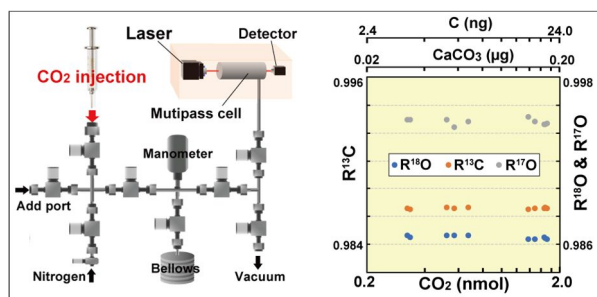 Laser
Detector
CO₂ injection
Mutipass cell
Manometer
Add port
Nitrogen
Bellows
Vacuum
C (ng)
2.4
24.0
CaCO₃ (µg)
0.02
0.20
0.996
0.998
R¹³C
R¹⁸O & R¹⁷O
R¹⁸O
R¹³C
R¹⁷O
0.984
0.986
0.2
CO₂ (nmol)
2.0